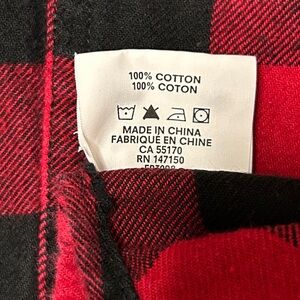 100% COTTON
100% COTON
MADE IN CHINA
FABRIQUÉ EN CHINE
CA 55170
RN 147150